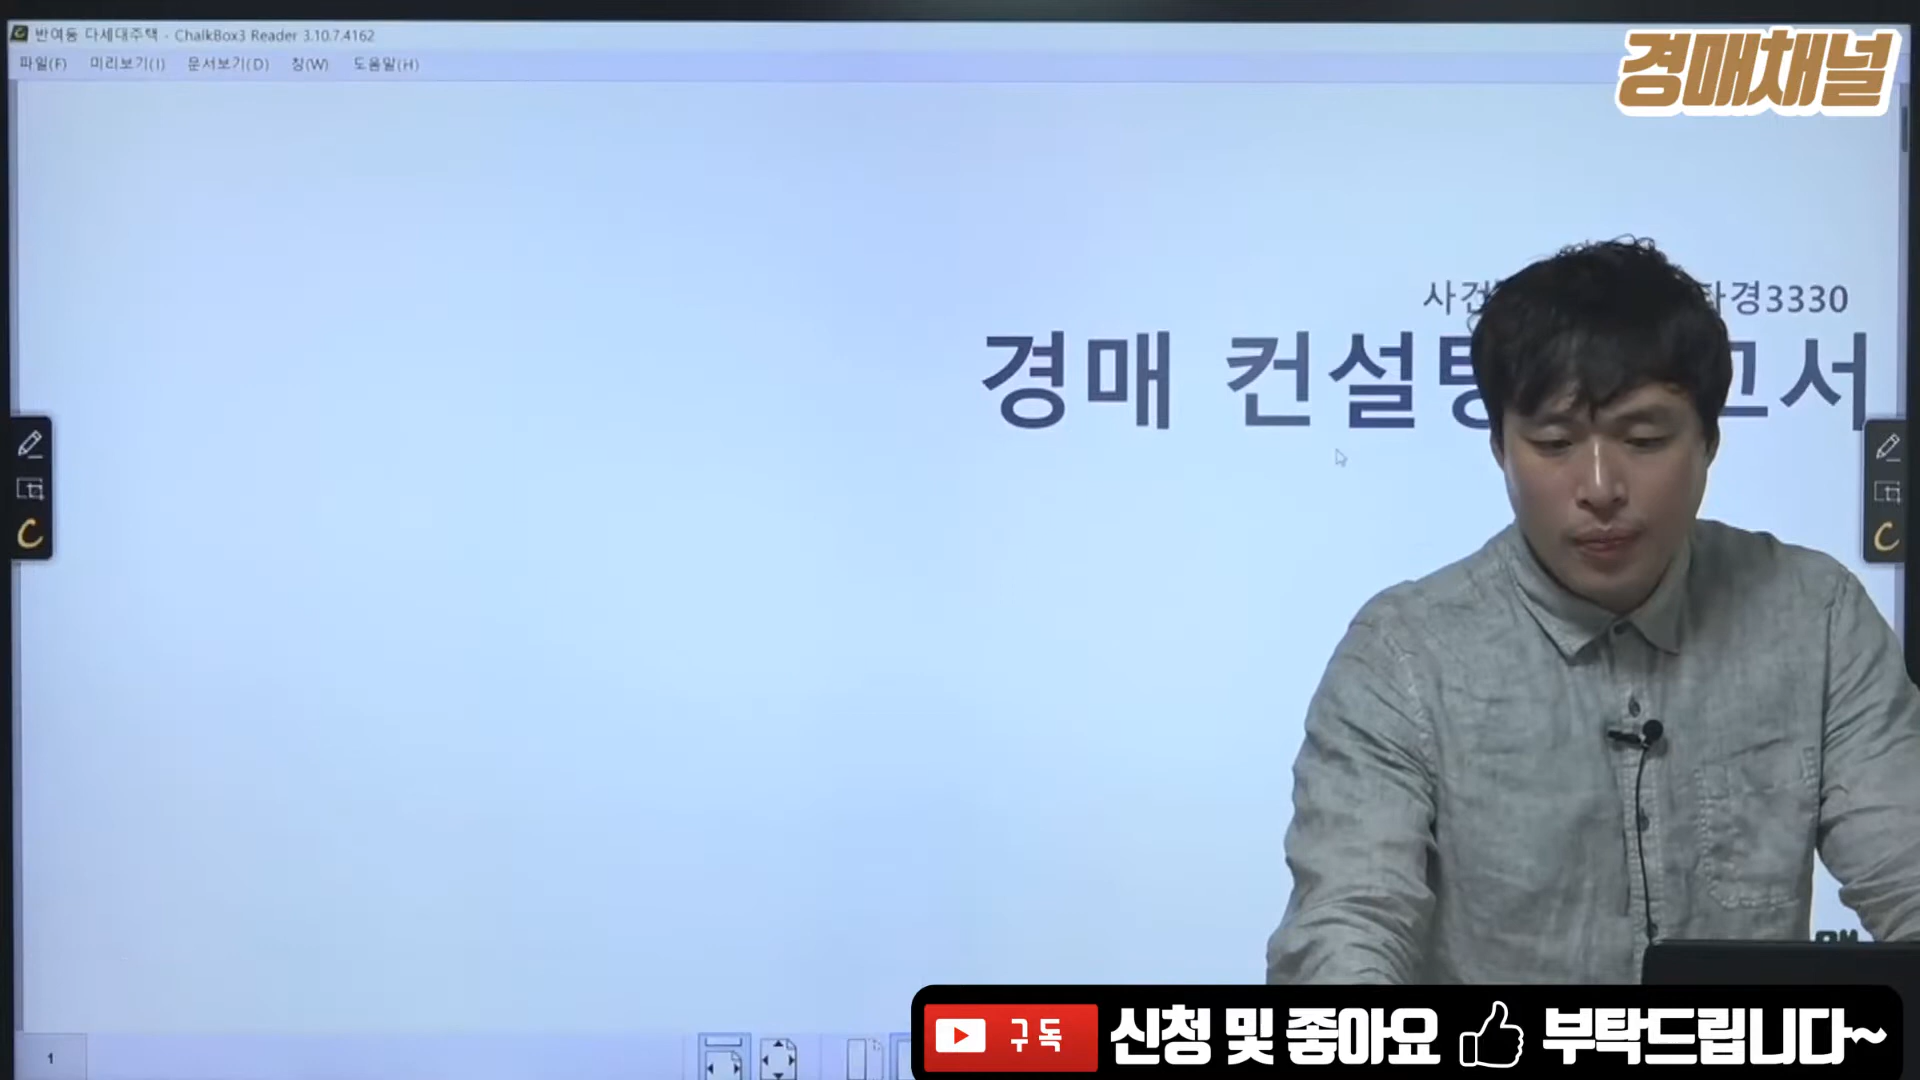 반여동 다세대주택 - ChalkBox3 Reader 3.10.7.4162
경매채널
파일(F) 미리보기(I) 문서보기(D) 창(W) 도움말(H)
타경3330
경매 컨설팅 고서
1
구독 신청 및 좋아요 부탁드립니다~